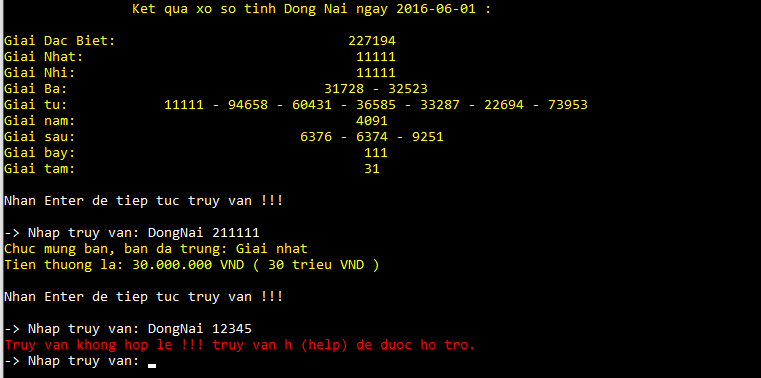 Ket qua xo so tinh Dong Nai ngay 2016-06-01 :
Giai Dac Biet: 227194
Giai Nhat: 11111
Giai Nhi: 11111
Giai Ba: 31728 - 32523
Giai tu: 11111 - 94658 - 60431 - 36585 - 33287 - 22694 - 73953
Giai nam: 4091
Giai sau: 6376 - 6374 - 9251
Giai bay: 111
Giai tam: 31
Nhan Enter de tiep tuc truy van !!!
-> Nhap truy van: DongNai 211111
Chuc mung ban, ban da trung: Giai nhat
Tien thuong la: 30.000.000 VND ( 30 trieu VND )
Nhan Enter de tiep tuc truy van !!!
-> Nhap truy van: DongNai 12345
Truy van khong hop le !!! truy van h (help) de duoc ho tro.
-> Nhap truy van: